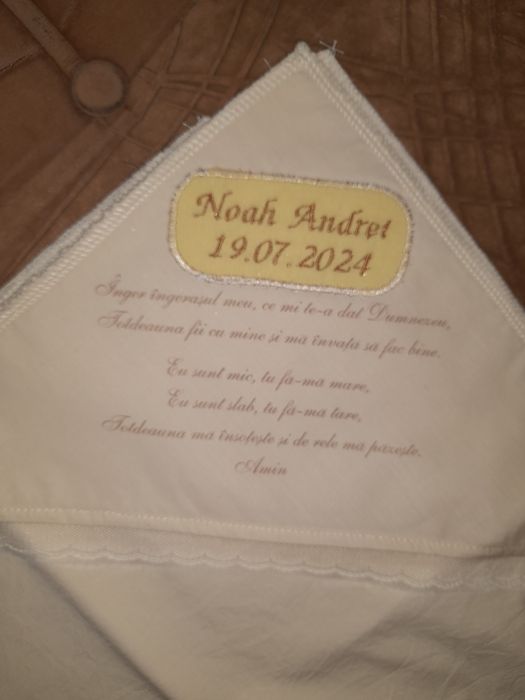 Noah Andrei
19.07.2024
Înger îngerașul meu, ce mi te-a dat Dumnezeu,
Totdeauna fii cu mine și mă învață să fac bine.
Eu sunt mic, tu fă-mă mare,
Eu sunt slab, tu fă-mă tare,
Totdeauna mă însoțește și de rele mă păzește.
Amin